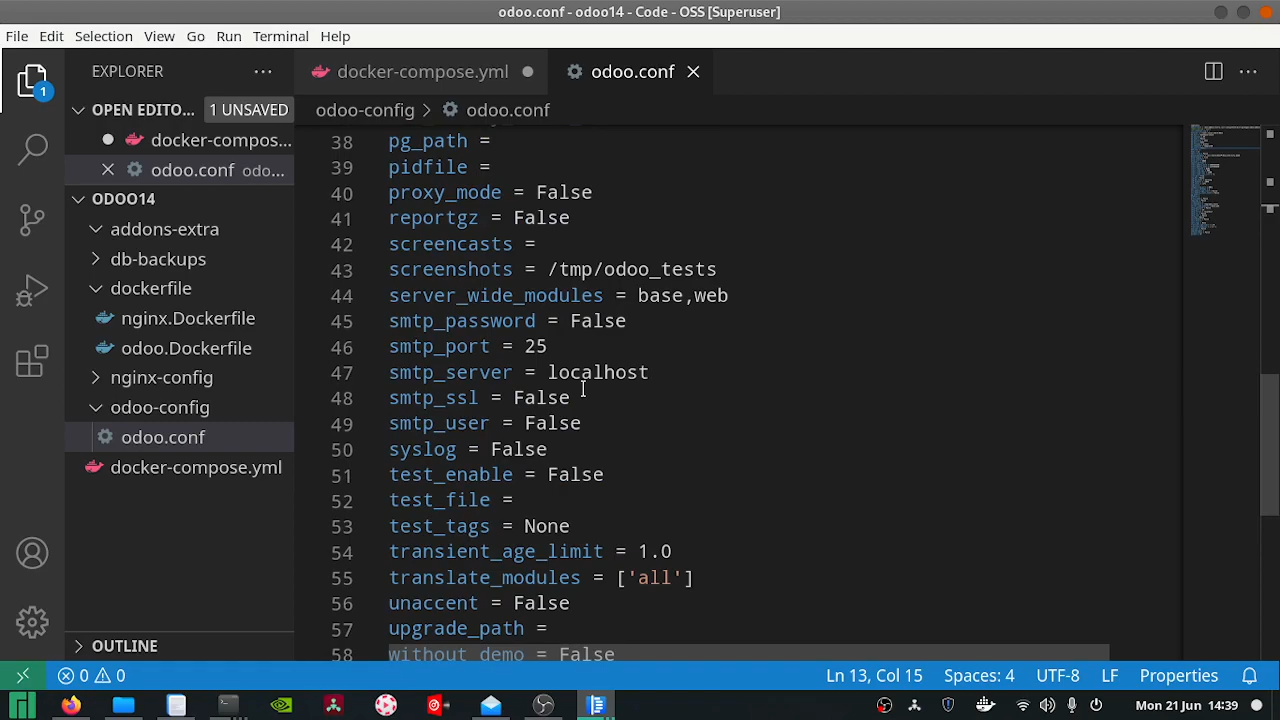 odoo.conf - odoo14 - Code - OSS [Superuser]
File Edit Selection View Go Run Terminal Help
EXPLORER
docker-compose.yml
odoo.conf
OPEN EDITO... 1 UNSAVED
odoo-config > odoo.conf
docker-compos...
odoo.conf odo...
ODOO14
addons-extra
db-backups
dockerfile
nginx.Dockerfile
odoo.Dockerfile
nginx-config
odoo-config
odoo.conf
docker-compose.yml
OUTLINE
1
38 pg_path =
39 pidfile =
40 proxy_mode = False
41 reportgz = False
42 screencasts =
43 screenshots = /tmp/odoo_tests
44 server_wide_modules = base,web
45 smtp_password = False
46 smtp_port = 25
47 smtp_server = localhost
48 smtp_ssl = False
49 smtp_user = False
50 syslog = False
51 test_enable = False
52 test_file =
53 test_tags = None
54 transient_age_limit = 1.0
55 translate_modules = ['all']
56 unaccent = False
57 upgrade_path =
58 without_demo = False
0 0 Ln 13, Col 15 Spaces: 4 UTF-8 LF Properties
Mon 21 Jun 14:39